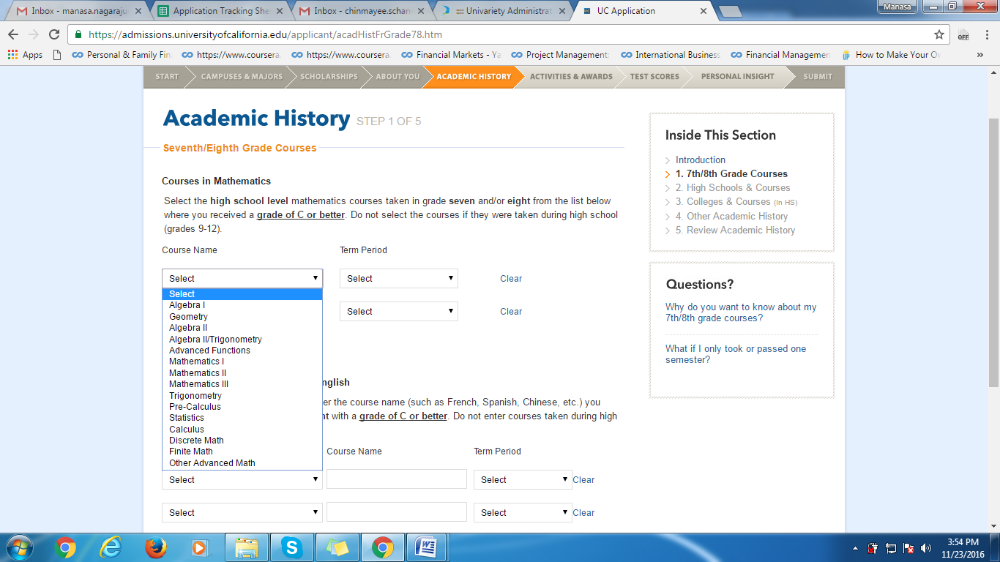 Inbox - manasa.nagaraju
Application Tracking She
Inbox - chinmayee.schan
:::: Univariety Administrat
UC Application
Manasa
https://admissions.universityofcalifornia.edu/applicant/acadHistFrGrade78.htm
OFF
Apps
Personal & Family Fin
https://www.coursera.
https://www.coursera.
Financial Markets - Ya
Project Management:
International Business
Financial Managemen
How to Make Your Ow
»
START
CAMPUSES & MAJORS
SCHOLARSHIPS
ABOUT YOU
ACADEMIC HISTORY
ACTIVITIES & AWARDS
TEST SCORES
PERSONAL INSIGHT
SUBMIT
Academic History STEP 1 OF 5
Seventh/Eighth Grade Courses
Courses in Mathematics
Select the high school level mathematics courses taken in grade seven and/or eight from the list below
where you received a grade of C or better. Do not select the courses if they were taken during high school
(grades 9-12).
Course Name Term Period
Select Select Clear
Select
Algebra I
Geometry
Algebra II
Algebra II/Trigonometry
Advanced Functions
Mathematics I
Mathematics II
Mathematics III
Trigonometry
Pre-Calculus
Statistics
Calculus
Discrete Math
Finite Math
Other Advanced Math
Select Clear
nglish
er the course name (such as French, Spanish, Chinese, etc.) you
nt with a grade of C or better. Do not enter courses taken during high
Course Name Term Period
Select Select Clear
Select Select Clear
Inside This Section
Introduction
1. 7th/8th Grade Courses
2. High Schools & Courses
3. Colleges & Courses (In HS)
4. Other Academic History
5. Review Academic History
Questions?
Why do you want to know about my
7th/8th grade courses?
What if I only took or passed one
semester?
3:54 PM
11/23/2016